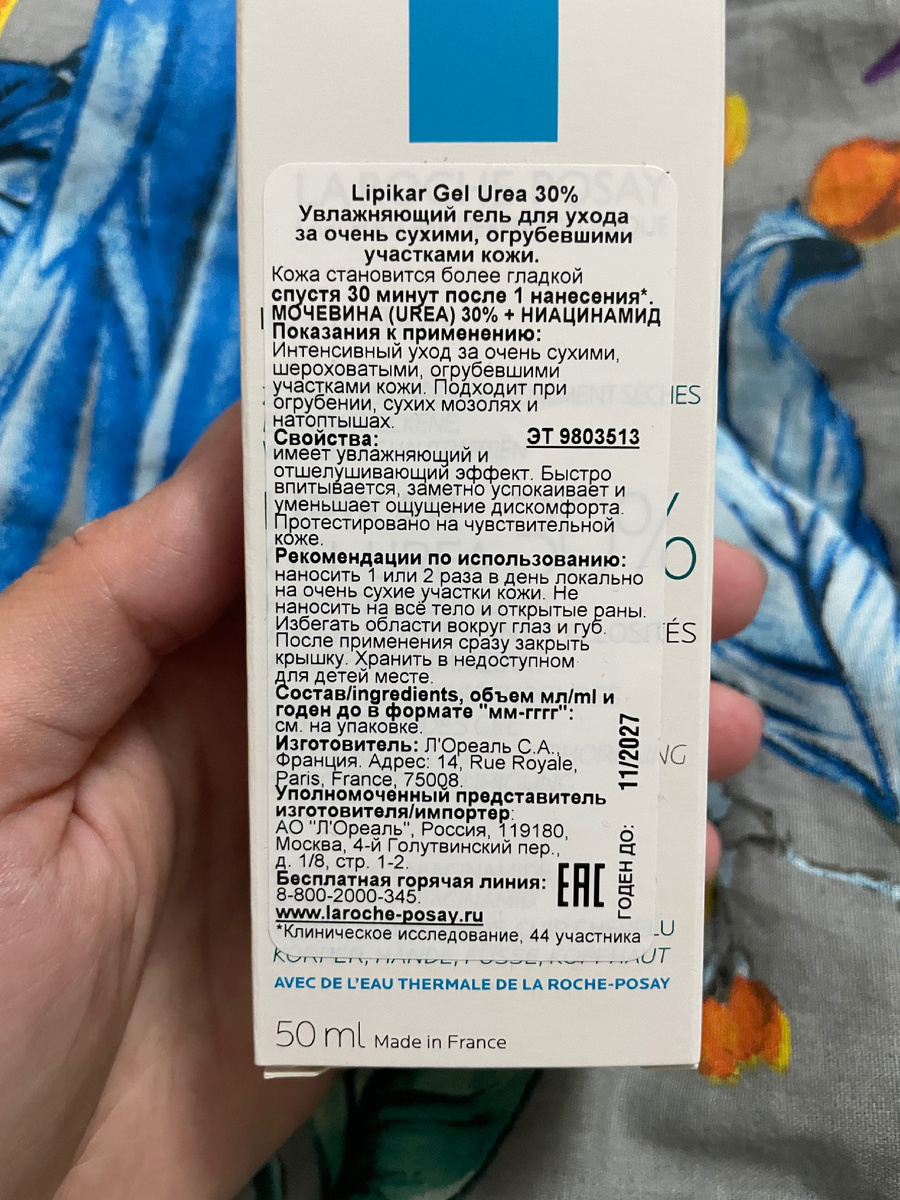 Lipikar Gel Urea 30%
Увлажняющий гель для ухода
за очень сухими, огрубевшими
участками кожи.
Кожа становится более гладкой
спустя 30 минут после 1 нанесения*.
МОЧЕВИНА (UREA) 30% + НИАЦИНАМИД
Показания к применению:
Интенсивный уход за очень сухими,
шероховатыми, огрубевшими
участками кожи. Подходит при
огрубении, сухих мозолях и
натоптышах.
Свойства: ЭТ 9803513
имеет увлажняющий и
отшелушивающий эффект. Быстро
впитывается, заметно успокаивает и
уменьшает ощущение дискомфорта.
Протестировано на чувствительной
коже.
Рекомендации по использованию:
наносить 1 или 2 раза в день локально
на очень сухие участки кожи. Не
наносить на всё тело и открытые раны.
Избегать области вокруг глаз и губ.
После применения сразу закрыть
крышку. Хранить в недоступном
для детей месте.
Состав/ingredients, объем мл/ml и
годен до в формате "мм-гггг":
см. на упаковке.
Изготовитель: Л'Ореаль С.А.,
Франция. Адрес: 14, Rue Royale,
Paris, France, 75008.
Уполномоченный представитель
изготовителя/импортер:
АО "Л'Ореаль", Россия, 119180,
Москва, 4-й Голутвинский пер.,
д. 1/8, стр. 1-2.
Бесплатная горячая линия:
8-800-2000-345.
www.laroche-posay.ru
*Клиническое исследование, 44 участника
EAC
ГОДЕН ДО: 11/2027
AVEC DE L'EAU THERMALE DE LA ROCHE-POSAY
50 ml Made in France